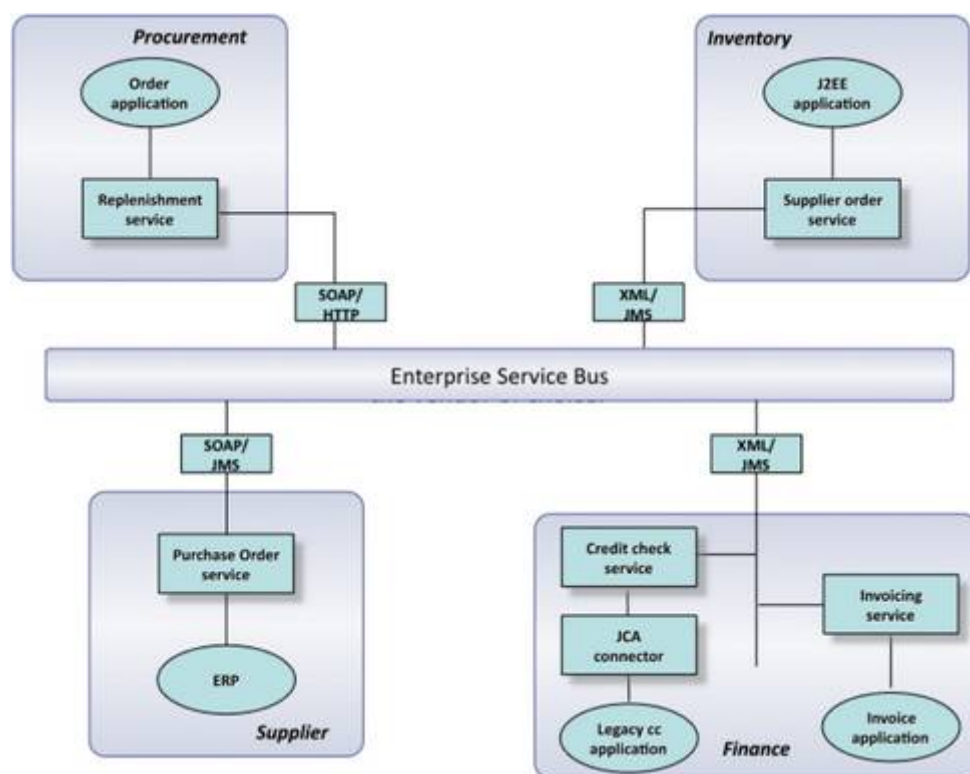 Procurement
Order
application
Replenishment
service
Inventory
J2EE
application
Supplier order
service
SOAP/
HTTP
XML/
JMS
Enterprise Service Bus
SOAP/
JMS
XML/
JMS
Purchase Order
service
ERP
Supplier
Credit check
service
JCA
connector
Legacy cc
application
Invoicing
service
Invoice
application
Finance